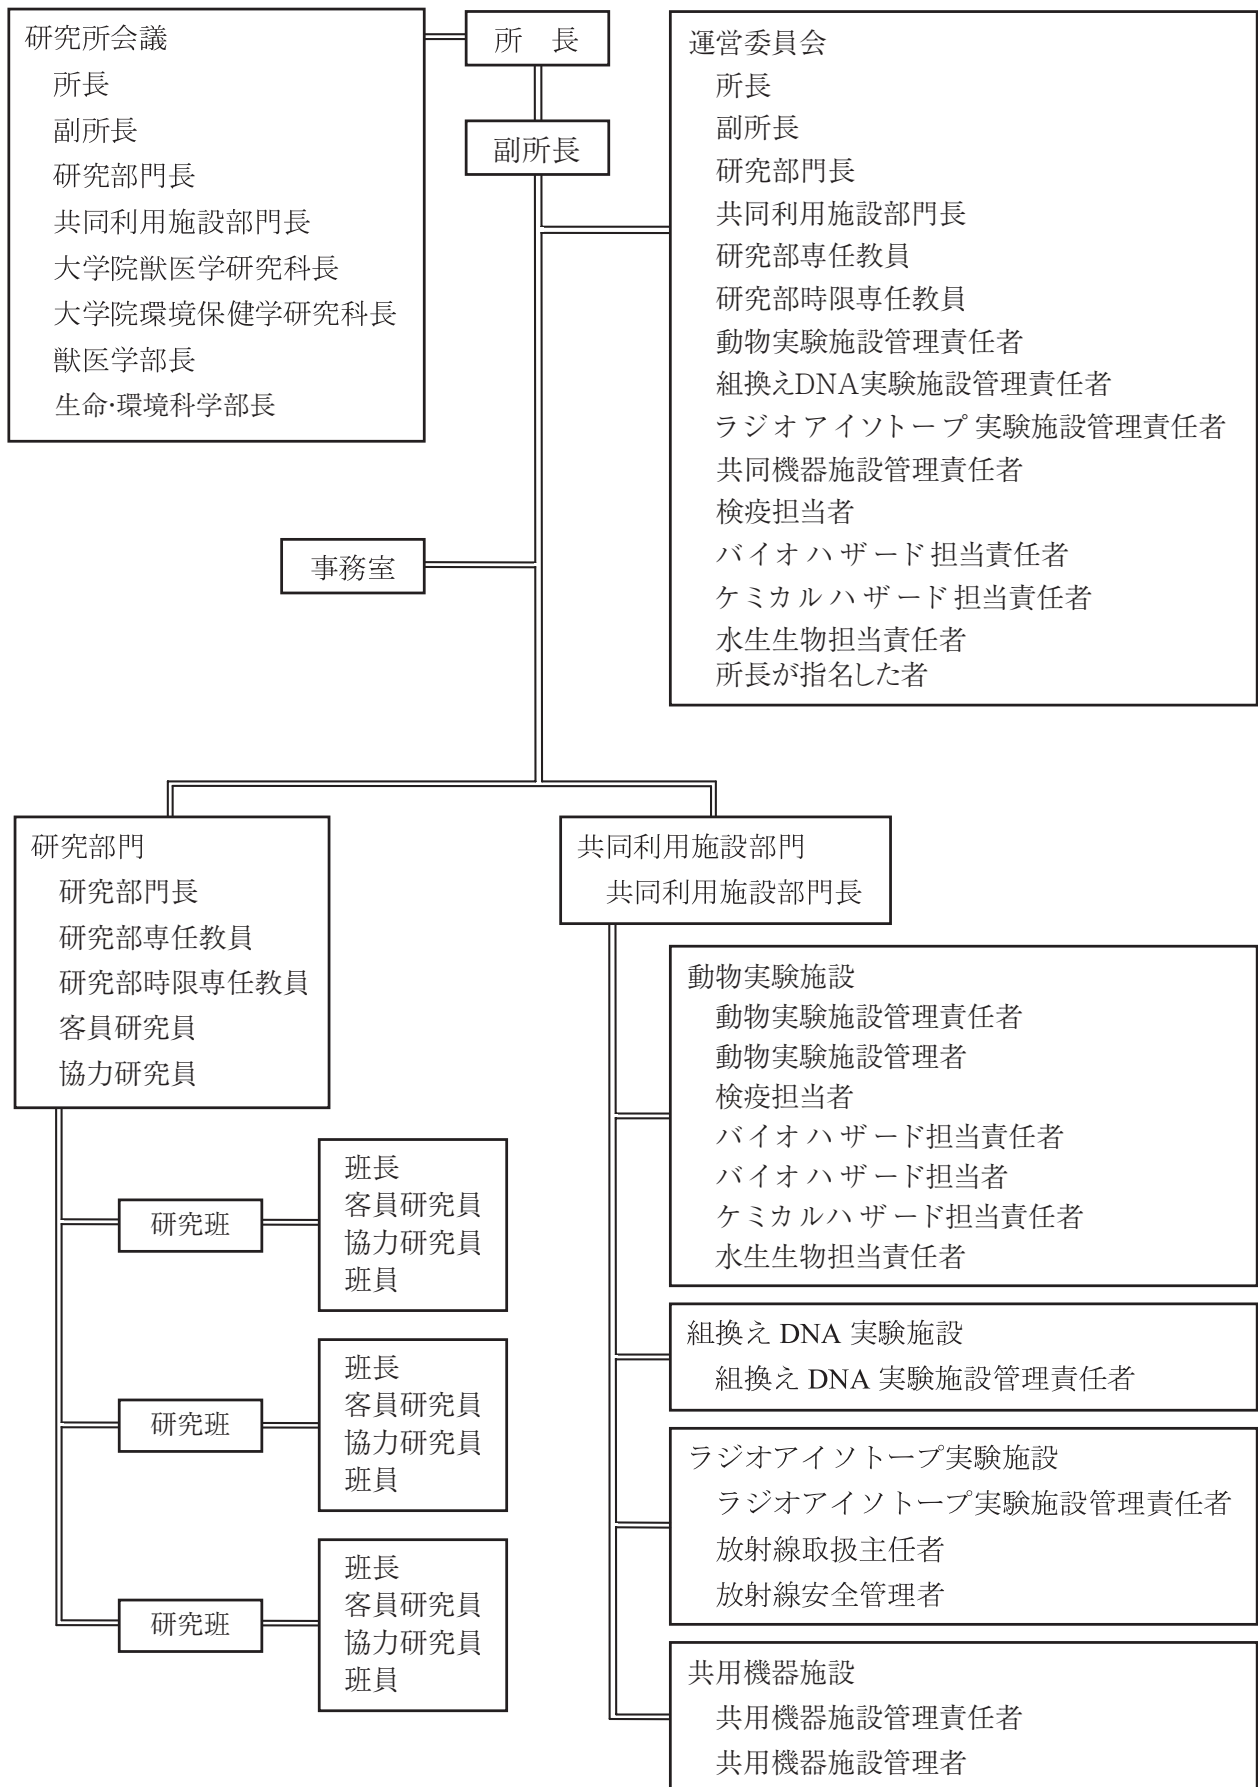 研究所会議
所長
副所長
研究部門長
共同利用施設部門長
大学院獣医学研究科長
大学院環境保健学研究科長
獣医学部長
生命・環境科学部長
所　長
副所長
運営委員会
所長
副所長
研究部門長
共同利用施設部門長
研究部専任教員
研究部時限専任教員
動物実験施設管理責任者
組換えDNA実験施設管理責任者
ラジオアイソトープ実験施設管理責任者
共同機器施設管理責任者
検疫担当者
バイオハザード担当責任者
ケミカルハザード担当責任者
水生生物担当責任者
所長が指名した者
事務室
研究部門
研究部門長
研究部専任教員
研究部時限専任教員
客員研究員
協力研究員
研究班
班長
客員研究員
協力研究員
班員
研究班
班長
客員研究員
協力研究員
班員
研究班
班長
客員研究員
協力研究員
班員
共同利用施設部門
共同利用施設部門長
動物実験施設
動物実験施設管理責任者
動物実験施設管理者
検疫担当者
バイオハザード担当責任者
バイオハザード担当者
ケミカルハザード担当責任者
水生生物担当責任者
組換え DNA 実験施設
組換え DNA 実験施設管理責任者
ラジオアイソトープ実験施設
ラジオアイソトープ実験施設管理責任者
放射線取扱主任者
放射線安全管理者
共用機器施設
共用機器施設管理責任者
共用機器施設管理者